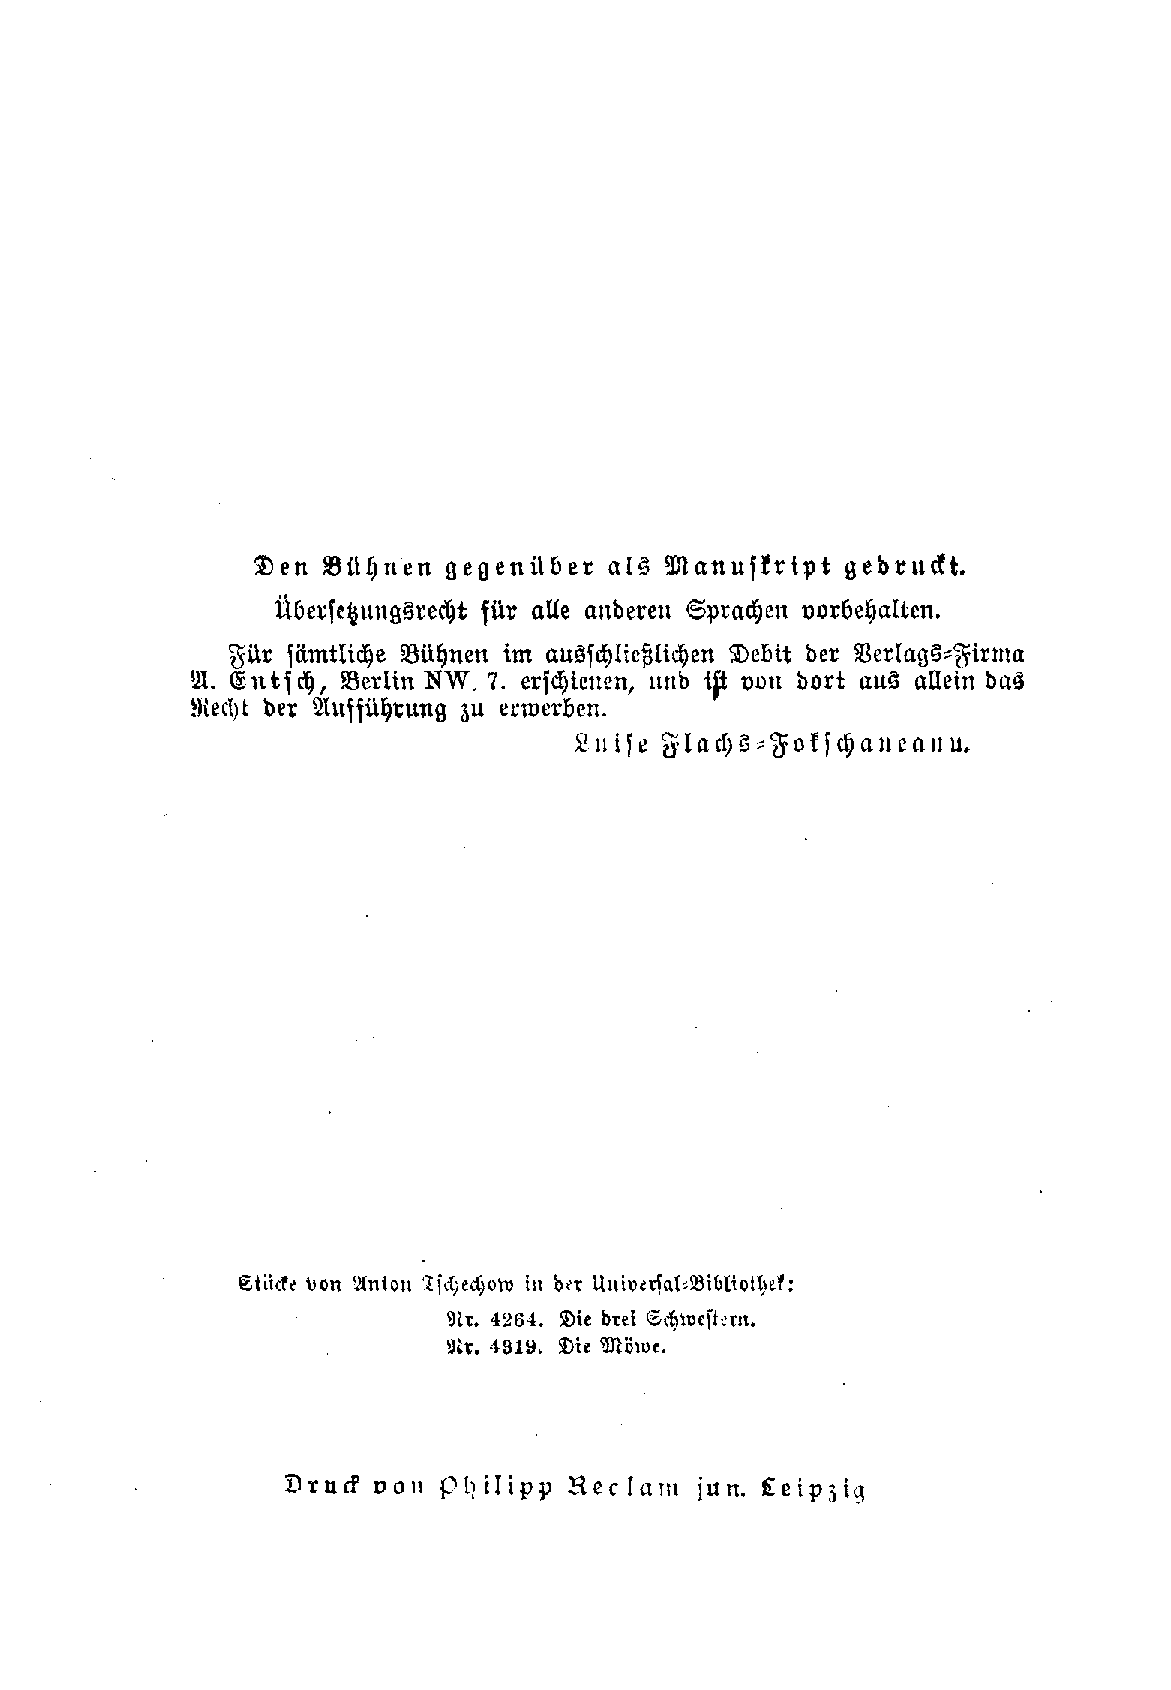 Den Bühnen gegenüber als Manuskript gedruckt.
Übersetzungsrecht für alle anderen Sprachen vorbehalten.
Für sämtliche Bühnen im ausschließlichen Debit der Verlags-Firma
A. Entsch, Berlin NW. 7. erschienen, und ist von dort aus allein das
Recht der Aufführung zu erwerben.
Luise Flachs-Fokschaneanu.
Stücke von Anton Tschechow in der Universal-Bibliothek:
Nr. 4264. Die drei Schwestern.
Nr. 4319. Die Möwe.
Druck von Philipp Reclam jun. Leipzig